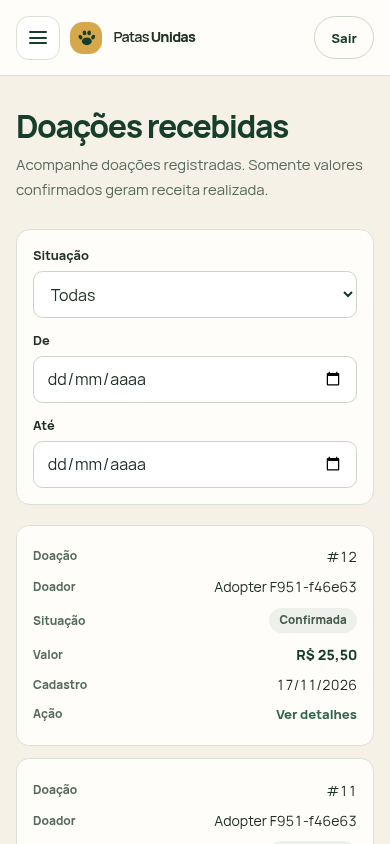 Patas Unidas
Sair
Doações recebidas
Acompanhe doações registradas. Somente valores
confirmados geram receita realizada.
Situação
Todas
De
dd/mm/aaaa
Até
dd/mm/aaaa
Doação #12
Doador Adopter F951-f46e63
Situação Confirmada
Valor R$ 25,50
Cadastro 17/11/2026
Ação Ver detalhes
Doação #11
Doador Adopter F951-f46e63